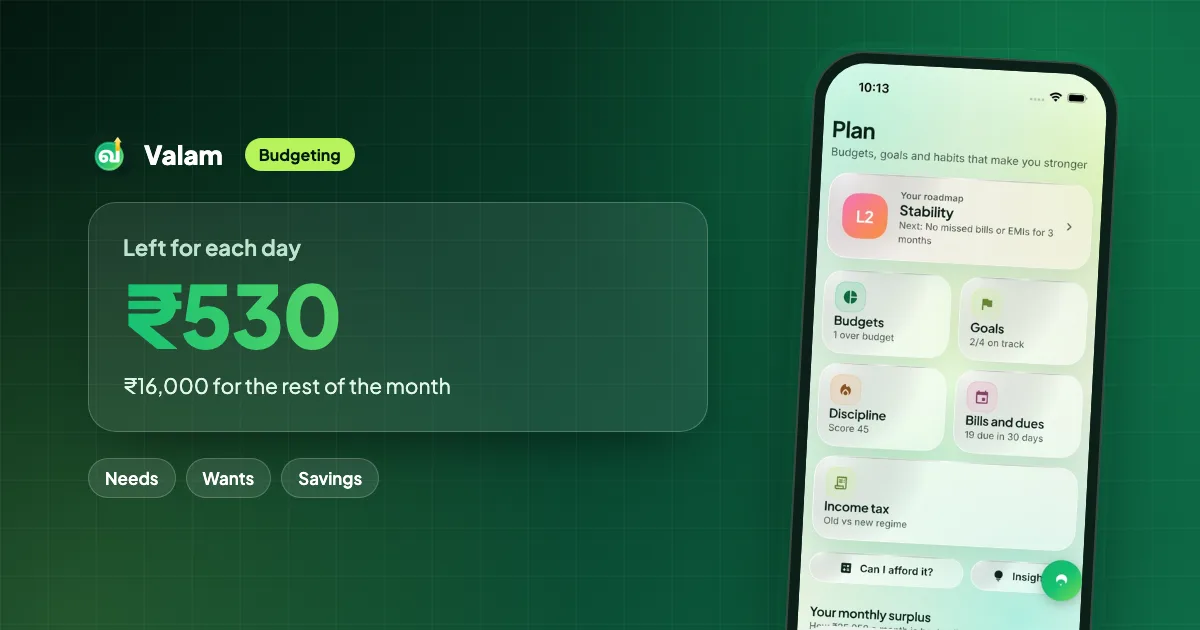 வ
Valam
Budgeting
Left for each day
₹530
₹16,000 for the rest of the month
Needs
Wants
Savings
10:13
Plan
Budgets, goals and habits that make you stronger
L2
Your roadmap
Stability
Next: No missed bills or EMIs for 3
months
Budgets
1 over budget
Goals
2/4 on track
Discipline
Score 45
Bills and dues
19 due in 30 days
Income tax
Old vs new regime
Can I afford it?
Your monthly surplus